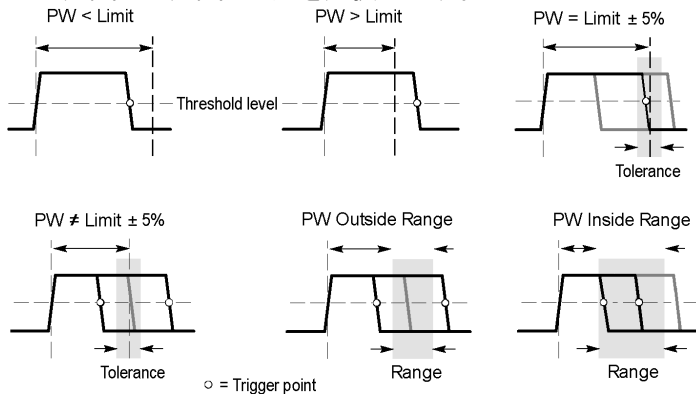 PW < Limit
PW > Limit
PW = Limit ± 5%
Threshold level
Tolerance
PW ≠ Limit ± 5%
PW Outside Range
PW Inside Range
Tolerance
Range
Range
= Trigger point